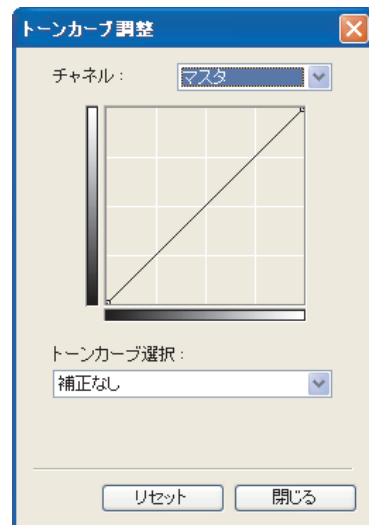 トーンカーブ調整
チャネル： マスタ
トーンカーブ選択：
補正なし
リセット 閉じる